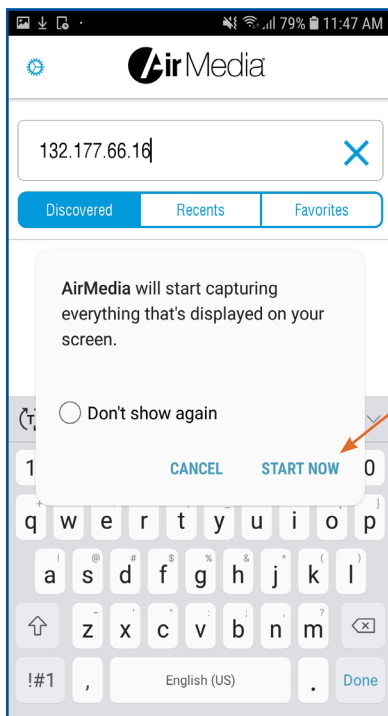 79% 11:47 AM
AirMedia
132.177.66.16
Discovered Recents Favorites
AirMedia will start capturing
everything that's displayed on your
screen.
Don't show again
CANCEL START NOW
T
1 0
+ _ ]
q w e r t y u i o p
! @ # $ % & * ( )
a s d f g h j k l
- ' " : ; ?
z x c v b n m
!#1 , English (US) . Done